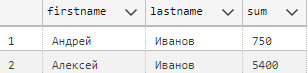 firstname lastname sum
1 Андрей Иванов 750
2 Алексей Иванов 5400